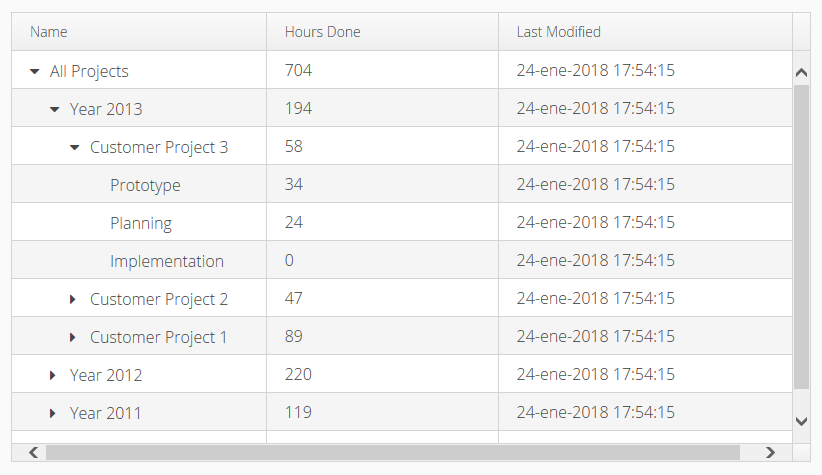 Name Hours Done Last Modified
All Projects 704 24-ene-2018 17:54:15
Year 2013 194 24-ene-2018 17:54:15
Customer Project 3 58 24-ene-2018 17:54:15
Prototype 34 24-ene-2018 17:54:15
Planning 24 24-ene-2018 17:54:15
Implementation 0 24-ene-2018 17:54:15
Customer Project 2 47 24-ene-2018 17:54:15
Customer Project 1 89 24-ene-2018 17:54:15
Year 2012 220 24-ene-2018 17:54:15
Year 2011 119 24-ene-2018 17:54:15